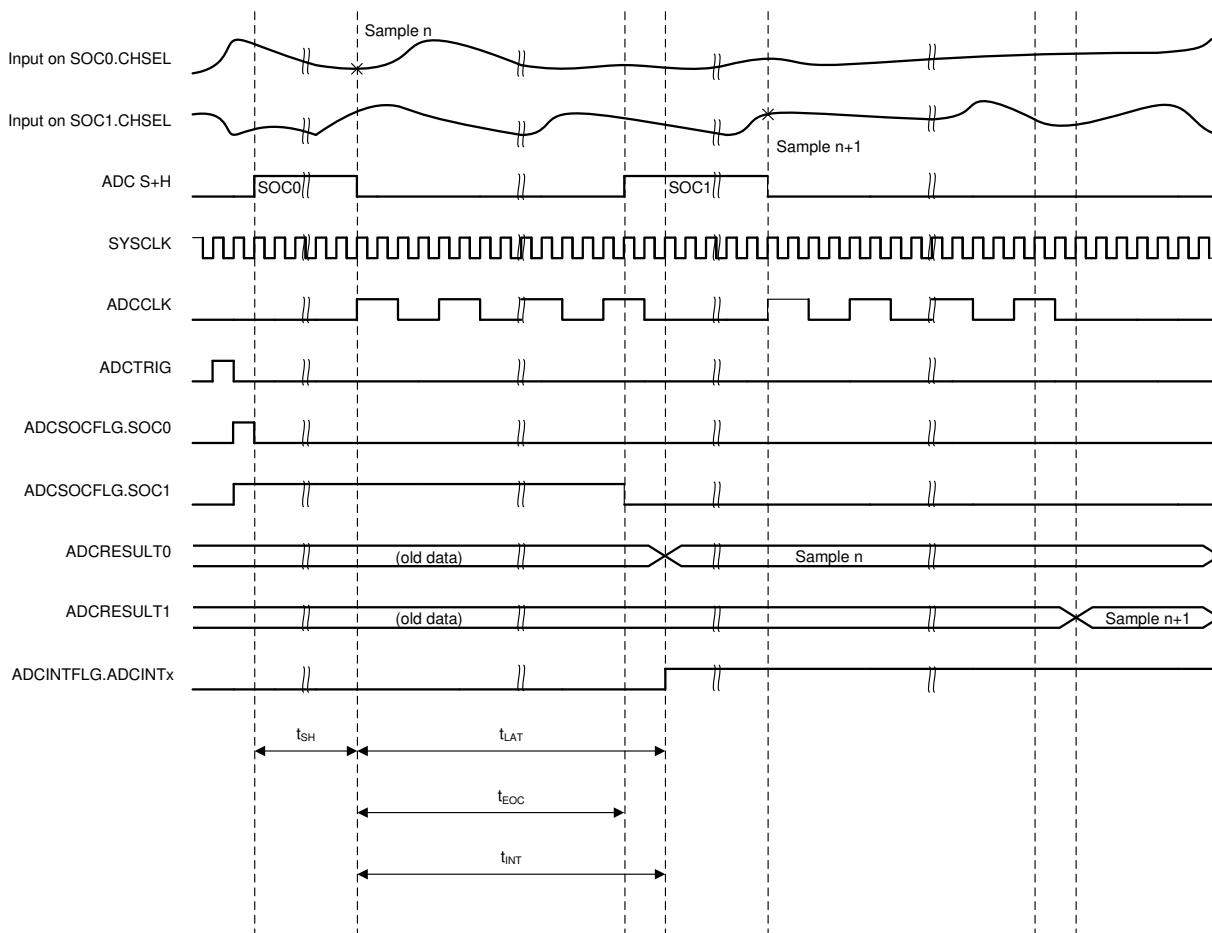 Sample n
Input on SOC0.CHSEL
Input on SOC1.CHSEL
Sample n+1
ADC S+H
SOC0
SOC1
SYSCLK
ADCCLK
ADCTRIG
ADCSOCFLG.SOC0
ADCSOCFLG.SOC1
ADCRESULT0
(old data)
Sample n
ADCRESULT1
(old data)
Sample n+1
ADCINTFLG.ADCINTx
tSH
tLAT
tEOC
tINT